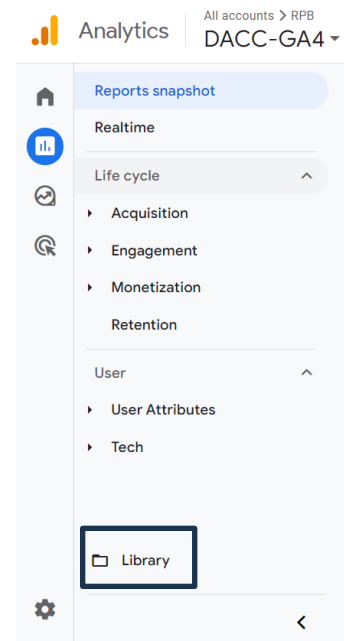 Analytics
All accounts > RPB
DACC-GA4
Reports snapshot
Realtime
Life cycle
Acquisition
Engagement
Monetization
Retention
User
User Attributes
Tech
Library